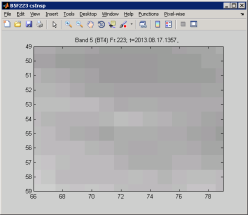 BSF223 csInsp
File Edit View Insert Tools Desktop Window Help Functions Pixel-wise
Band 5 (BT4) Fr.223; t=2013.08.17:1357,
49
50
51
52
53
54
55
56
57
58
59
66 68 70 72 74 76 78